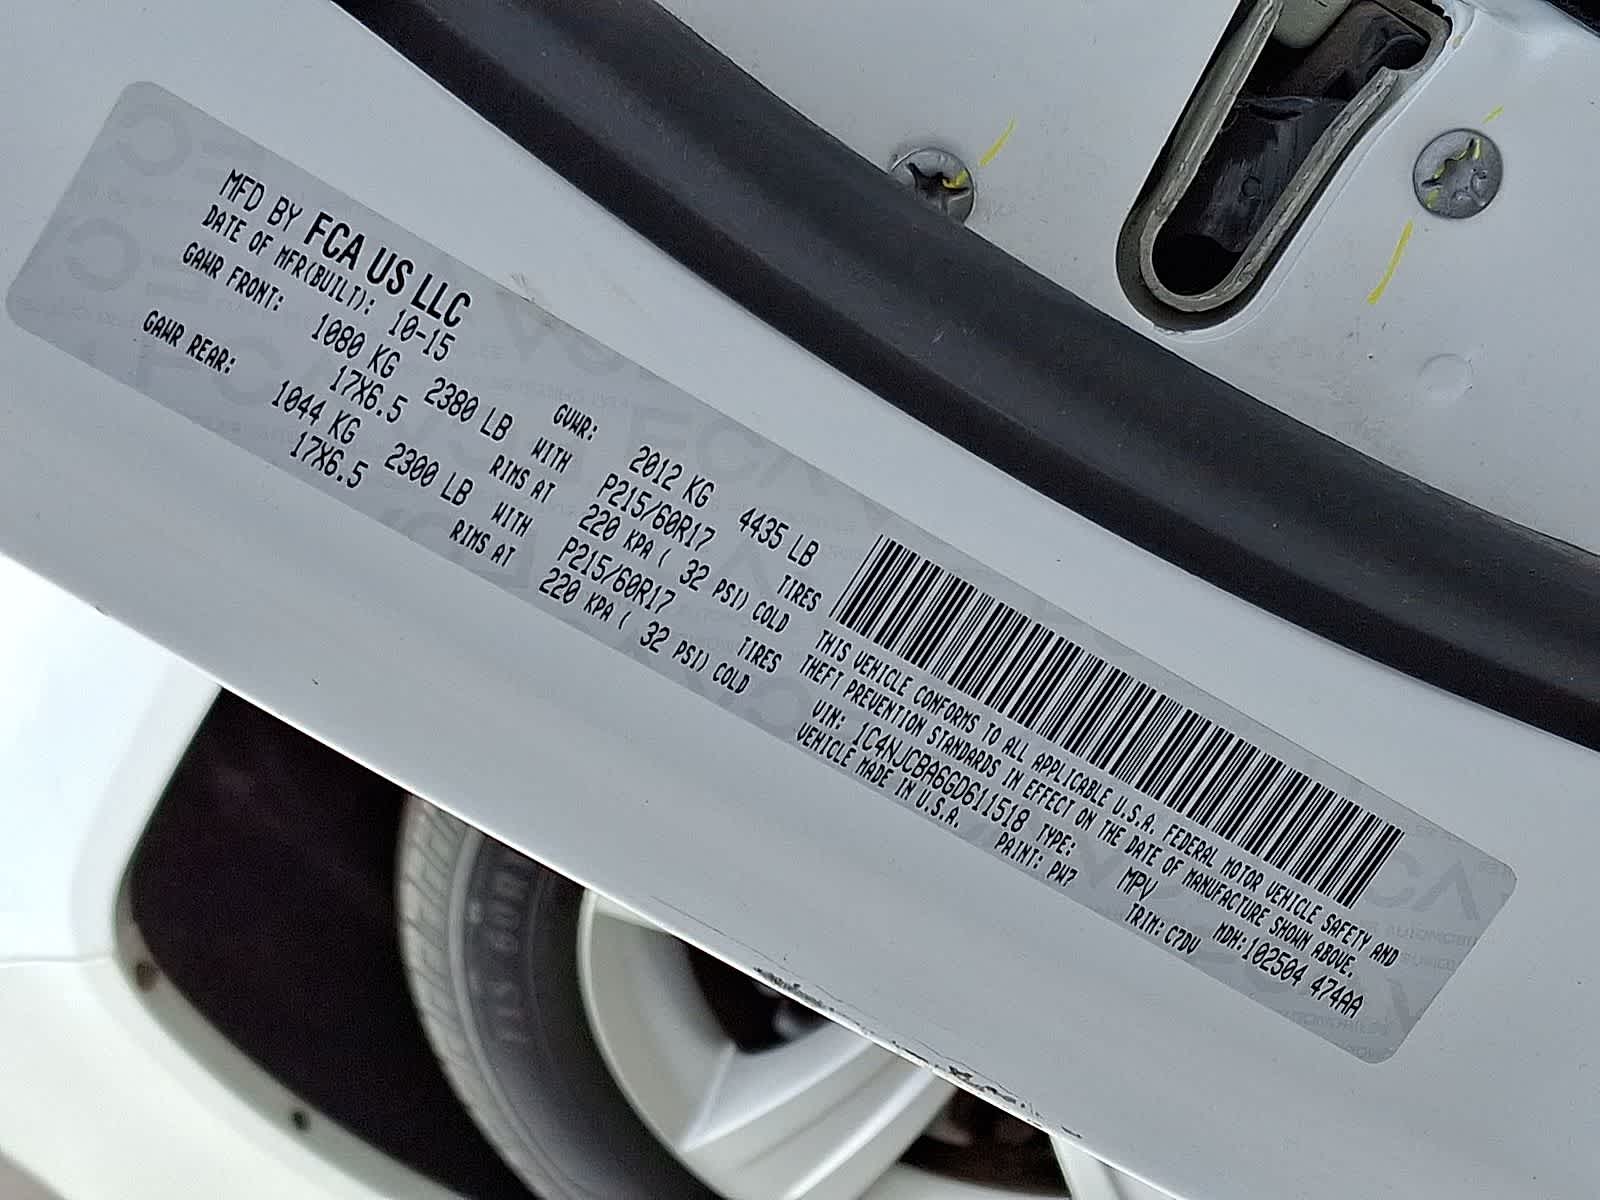 MFD BY FCA US LLC
DATE OF MFR(BUILT): 10-15 GVWR: 2012 KG 4435 LB
GAWR FRONT: 1080 KG 2380 LB WITH P215/60R17 TIRES
17X6.5 RIMS AT 220 KPA ( 32 PSI) COLD
GAWR REAR: 1044 KG 2300 LB WITH P215/60R17 TIRES
17X6.5 RIMS AT 220 KPA ( 32 PSI) COLD
THIS VEHICLE CONFORMS TO ALL APPLICABLE U.S.A. FEDERAL MOTOR VEHICLE SAFETY AND
THEFT PREVENTION STANDARDS IN EFFECT ON THE DATE OF MANUFACTURE SHOWN ABOVE.
VIN: 1C4NJCBA6GD611518 TYPE: MPV MDH:102504 474AA
VEHICLE MADE IN U.S.A. PAINT: PW7 TRIM:C7DV